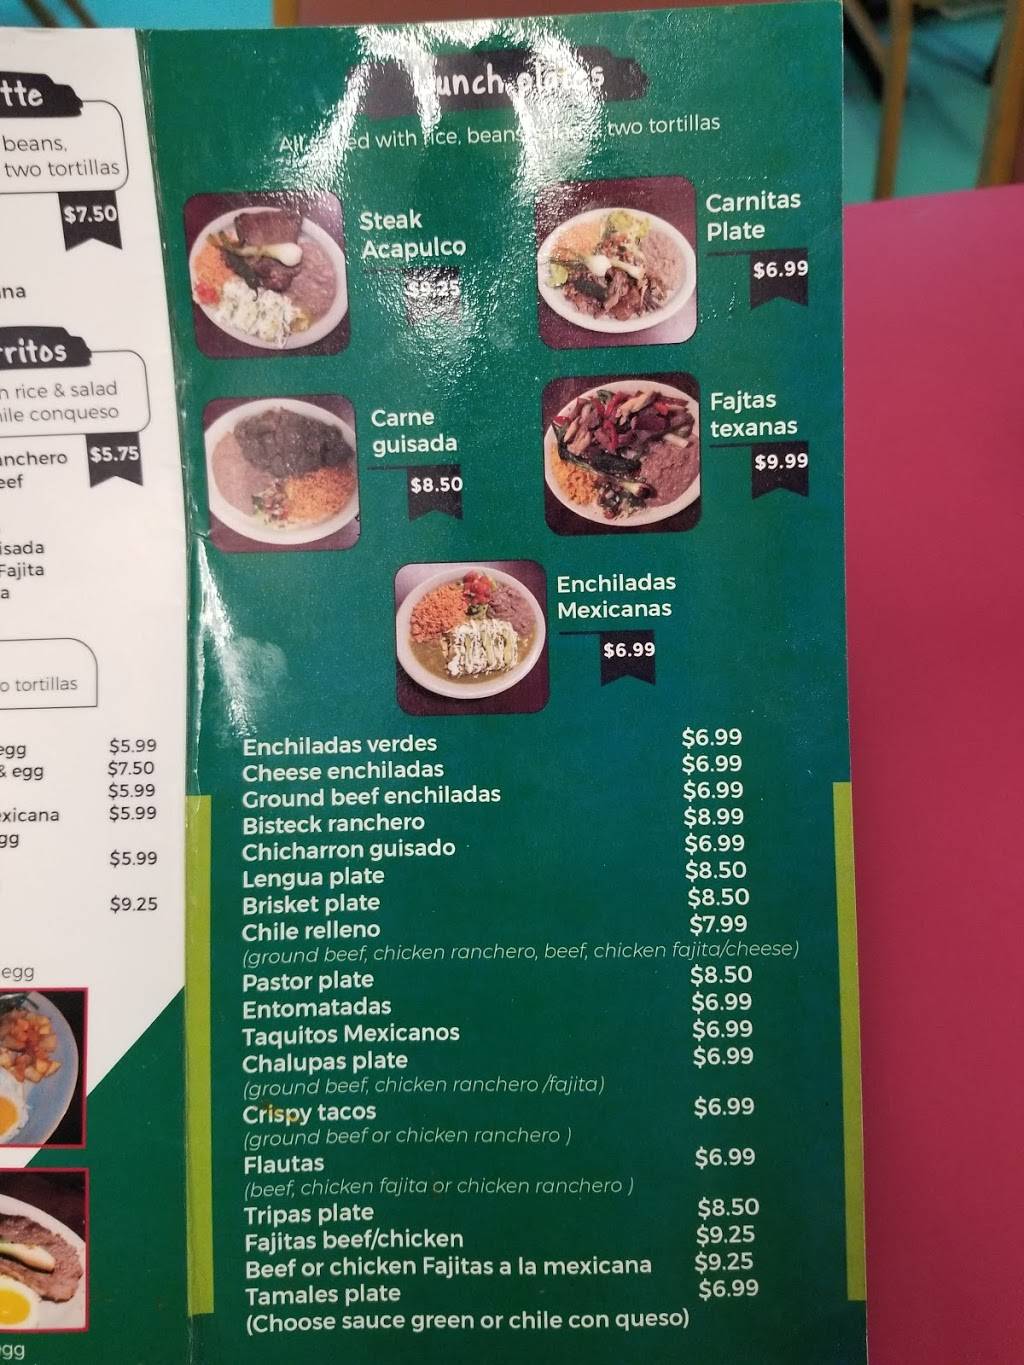 tte
beans,
two tortillas
$7.50
na
rritos
n rice & salad
ile conqueso
anchero
$5.75
eef
isada
Fajita
a
o tortillas
egg $5.99
& egg $7.50
$5.99
exicana $5.99
gg
$5.99
$9.25
egg
egg
Lunch plates
All served with rice, beans, two tortillas
Steak
Acapulco
$9.25
Carnitas
Plate
$6.99
Carne
guisada
$8.50
Fajtas
texanas
$9.99
Enchiladas
Mexicanas
$6.99
Enchiladas verdes $6.99
Cheese enchiladas $6.99
Ground beef enchiladas $6.99
Bisteck ranchero $8.99
Chicharron guisado $6.99
Lengua plate $8.50
Brisket plate $8.50
Chile relleno $7.99
(ground beef, chicken ranchero, beef, chicken fajita/cheese)
Pastor plate $8.50
Entomatadas $6.99
Taquitos Mexicanos $6.99
Chalupas plate $6.99
(ground beef, chicken ranchero /fajita)
Crispy tacos $6.99
(ground beef or chicken ranchero )
Flautas $6.99
(beef, chicken fajita or chicken ranchero )
Tripas plate $8.50
Fajitas beef/chicken $9.25
Beef or chicken Fajitas a la mexicana $9.25
Tamales plate $6.99
(Choose sauce green or chile con queso)